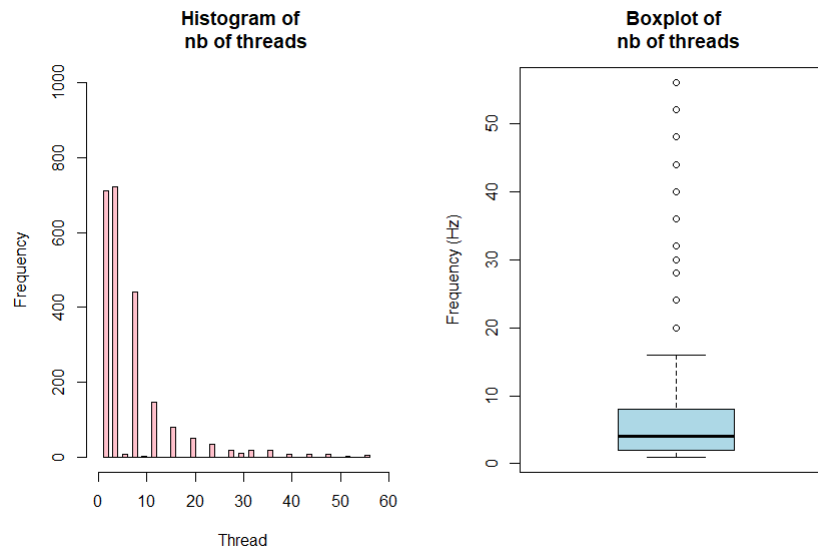 Histogram of
nb of threads
Frequency
0
200
400
600
800
1000
0 10 20 30 40 50 60
Thread
Boxplot of
nb of threads
Frequency (Hz)
0
10
20
30
40
50